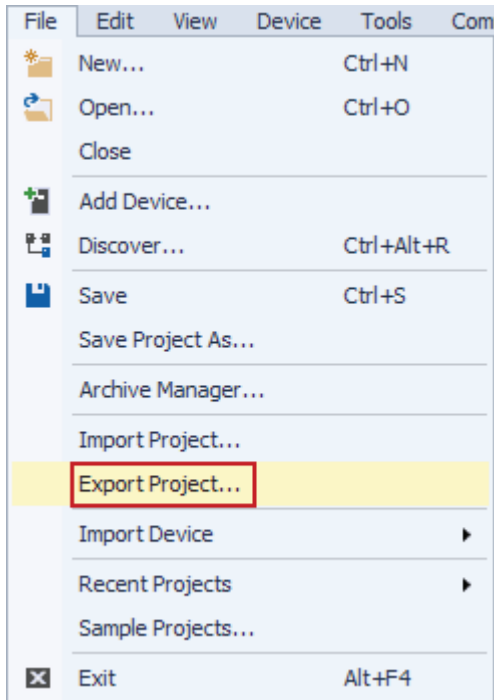 File Edit View Device Tools Com
New... Ctrl+N
Open... Ctrl+O
Close
Add Device...
Discover... Ctrl+Alt+R
Save Ctrl+S
Save Project As...
Archive Manager...
Import Project...
Export Project...
Import Device
Recent Projects
Sample Projects...
Exit Alt+F4